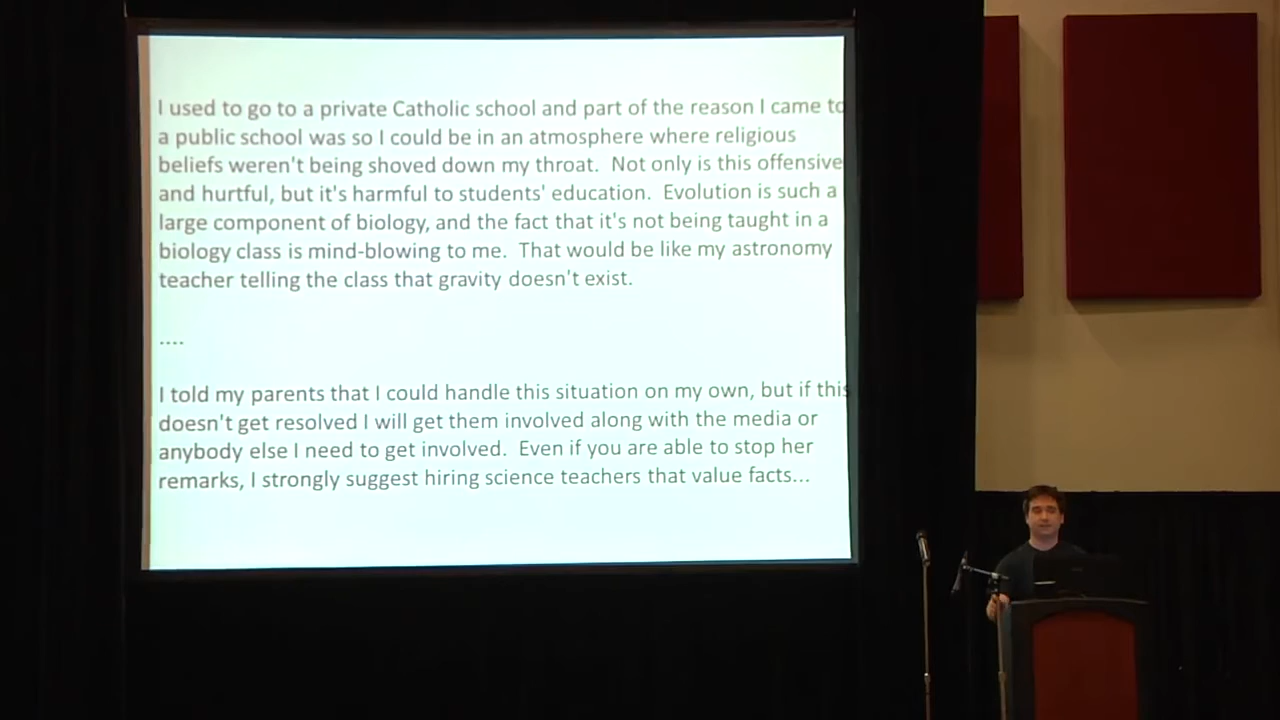 I used to go to a private Catholic school and part of the reason I came to
a public school was so I could be in an atmosphere where religious
beliefs weren't being shoved down my throat.  Not only is this offensive
and hurtful, but it's harmful to students' education.  Evolution is such a
large component of biology, and the fact that it's not being taught in a
biology class is mind-blowing to me.  That would be like my astronomy
teacher telling the class that gravity doesn't exist.
....
I told my parents that I could handle this situation on my own, but if this
doesn't get resolved I will get them involved along with the media or
anybody else I need to get involved.  Even if you are able to stop her
remarks, I strongly suggest hiring science teachers that value facts...